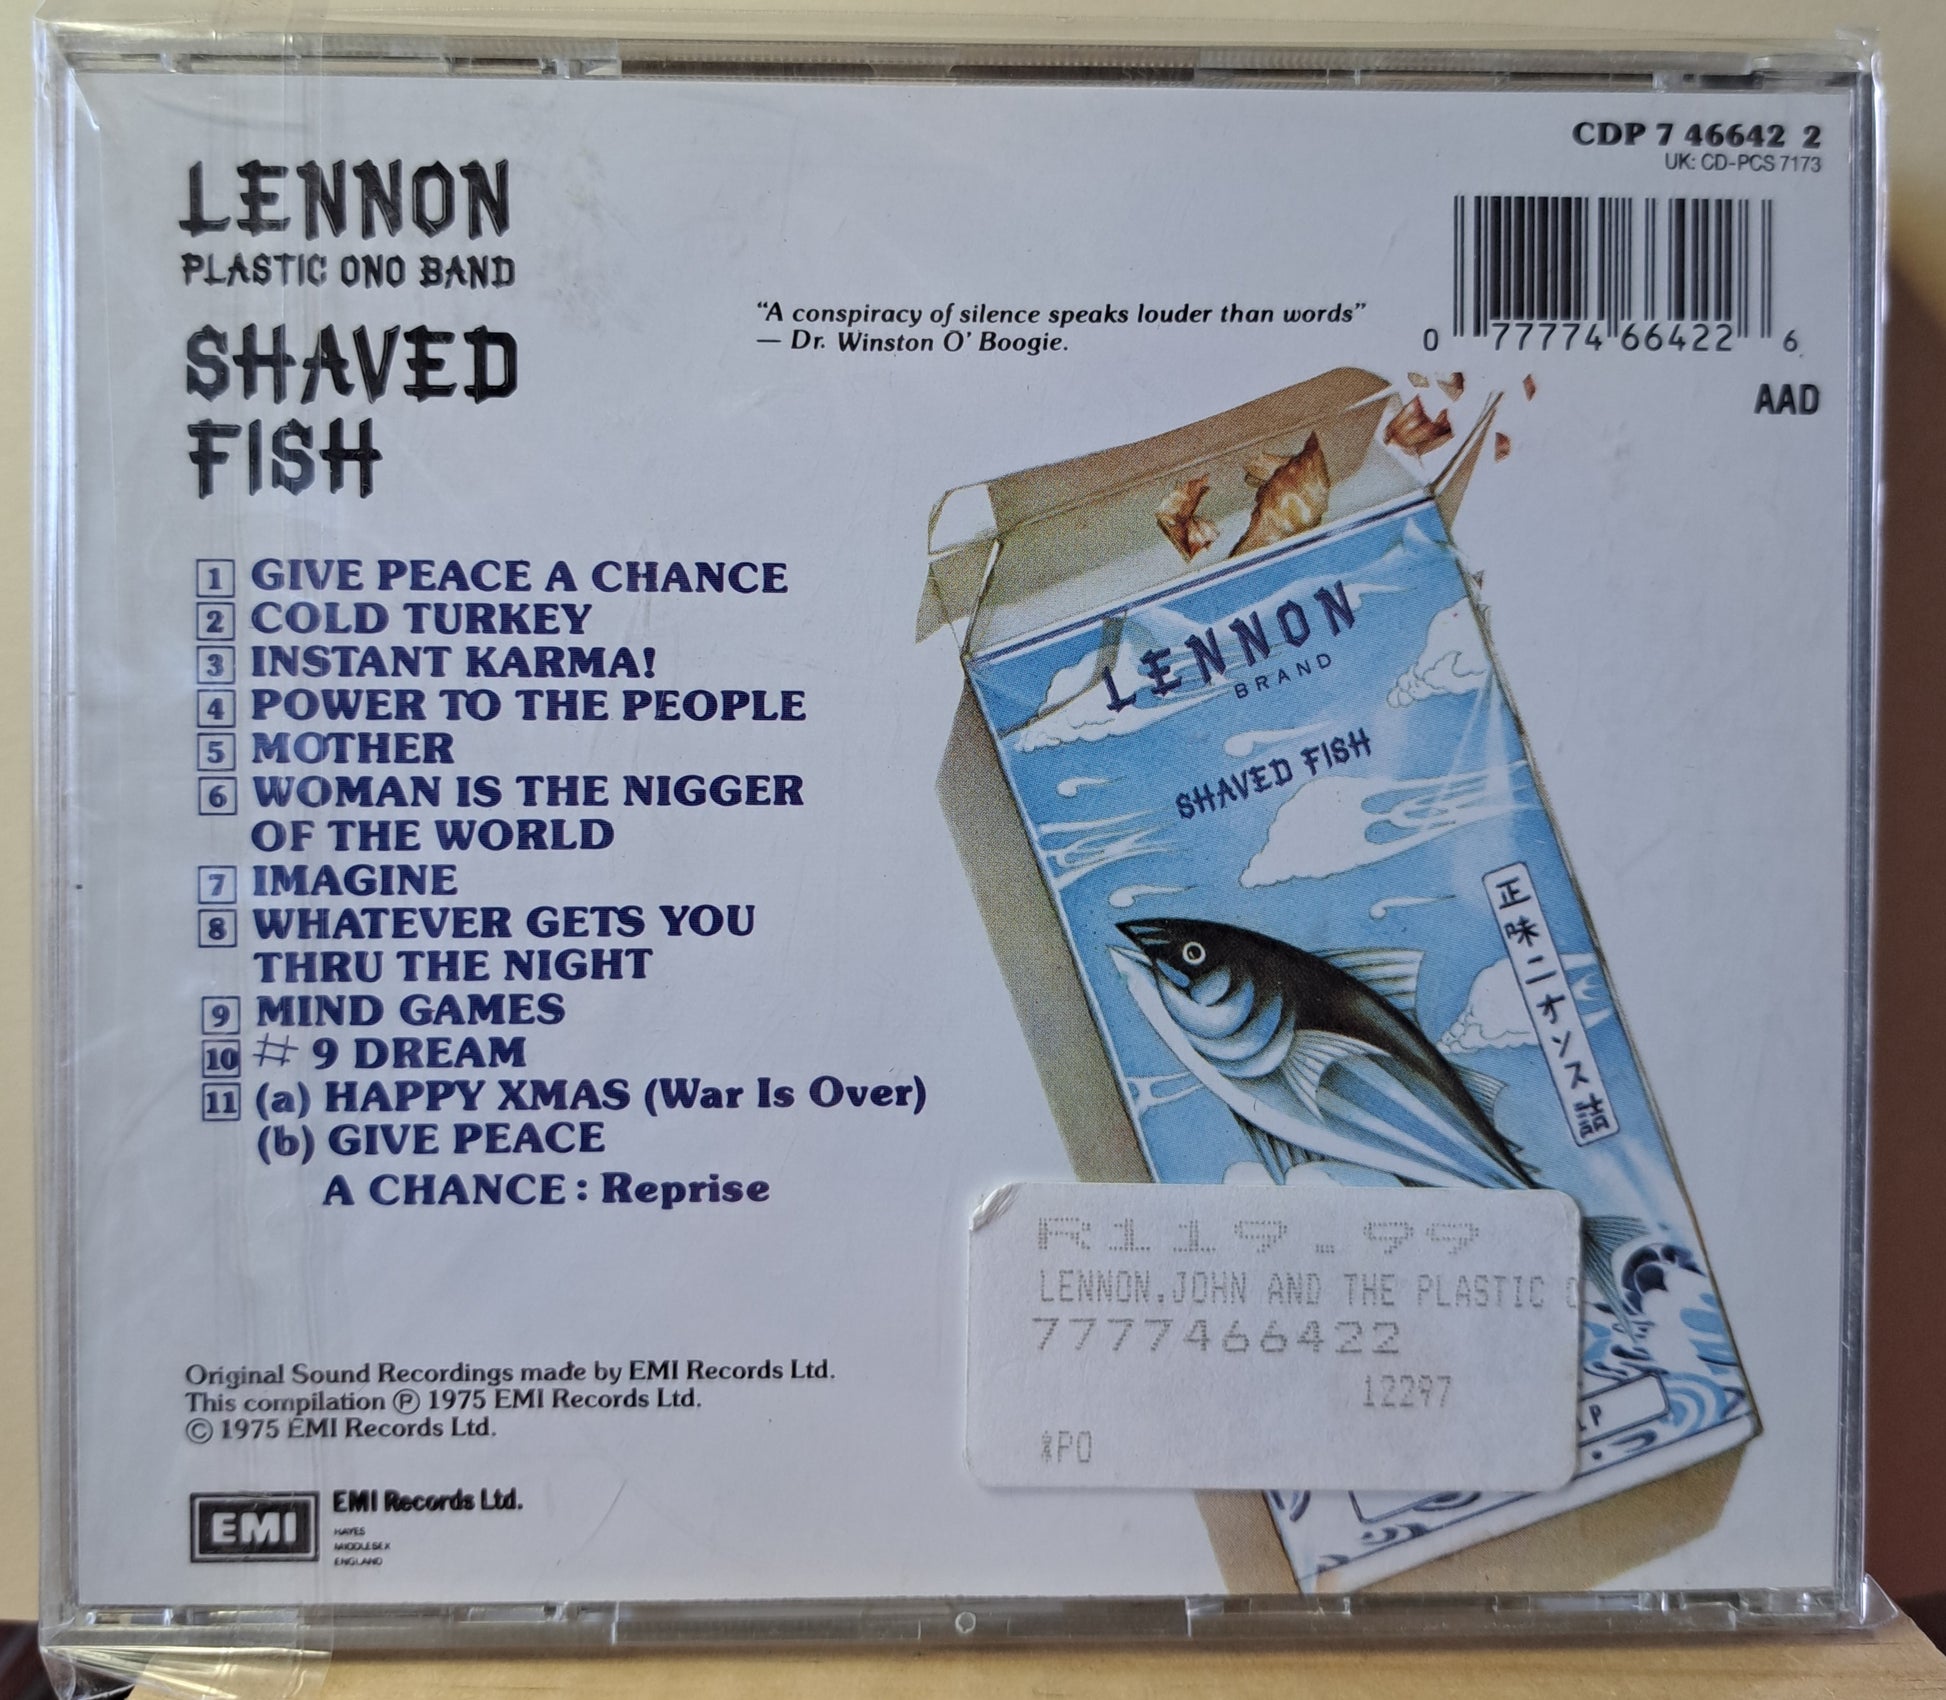 LENNON
PLASTIC ONO BAND
SHAVED
FISH
CDP 7 46642 2
UK: CD-PCS 7173
0 77774 66422 6
AAD
"A conspiracy of silence speaks louder than words"
— Dr. Winston O' Boogie.
1 GIVE PEACE A CHANCE
2 COLD TURKEY
3 INSTANT KARMA!
4 POWER TO THE PEOPLE
5 MOTHER
6 WOMAN IS THE NIGGER
OF THE WORLD
7 IMAGINE
8 WHATEVER GETS YOU
THRU THE NIGHT
9 MIND GAMES
10 # 9 DREAM
11 (a) HAPPY XMAS (War Is Over)
(b) GIVE PEACE
A CHANCE : Reprise
LENNON
BRAND
SHAVED FISH
正味二オンス詰
R119.99
LENNON,JOHN AND THE PLASTIC O
7777466422
12297
*PO
Original Sound Recordings made by EMI Records Ltd.
This compilation ℗ 1975 EMI Records Ltd.
© 1975 EMI Records Ltd.
EMI
EMI Records Ltd.
HAYES
MIDDLESEX
ENGLAND